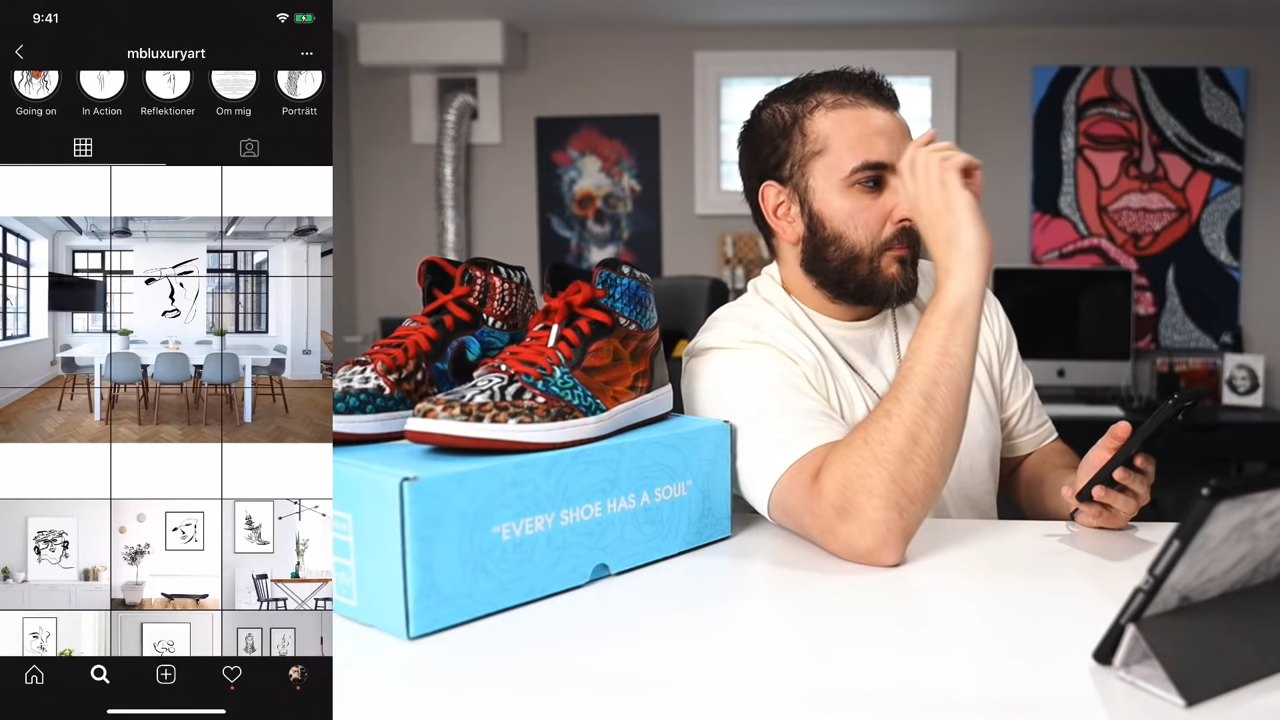 9:41
mbluxuryart
Going on
In Action
Reflektioner
Om mig
Porträtt
"EVERY SHOE HAS A SOUL"